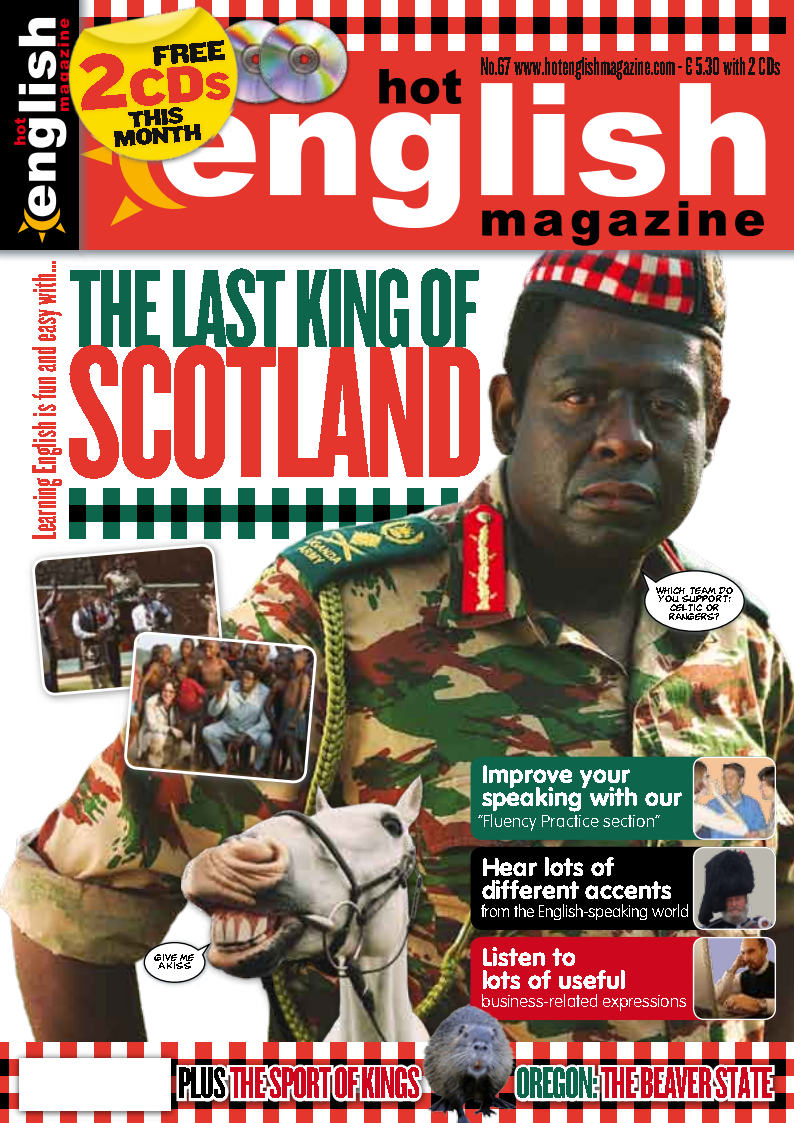 hot
english
magazine
FREE
2CDs
THIS
MONTH
No.67 www.hotenglishmagazine.com - € 5.30 with 2 CDs
hot
english
magazine
Learning English is fun and easy with...
THE LAST KING OF
SCOTLAND
UGANDA
ARMY
WHICH TEAM DO
YOU SUPPORT:
CELTIC OR
RANGERS?
Improve your
speaking with our
"Fluency Practice section"
Hear lots of
different accents
from the English-speaking world
Listen to
lots of useful
business-related expressions
GIVE ME
A KISS
PLUS THE SPORT OF KINGS
OREGON: THE BEAVER STATE